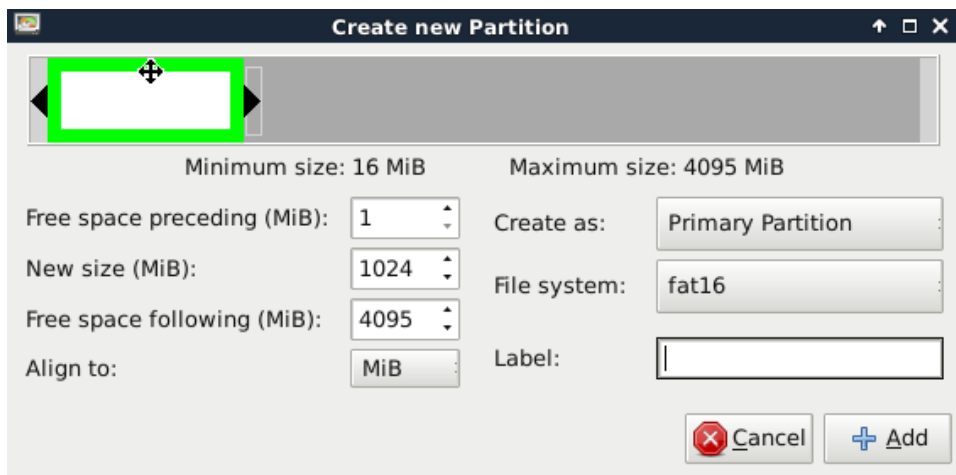 Create new Partition
Minimum size: 16 MiB Maximum size: 4095 MiB
Free space preceding (MiB): 1
Create as: Primary Partition
New size (MiB): 1024
File system: fat16
Free space following (MiB): 4095
Label:
Align to: MiB
Cancel Add